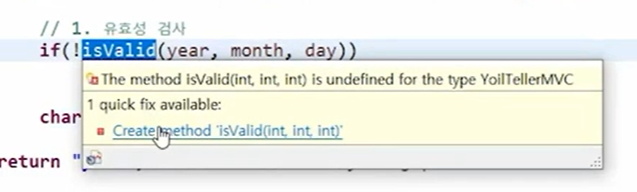 // 1. 유효성 검사
if(!isValid(year, month, day))
The method isValid(int, int, int) is undefined for the type YoilTellerMVC
1 quick fix available:
char
Create method 'isValid(int, int, int)'
return "